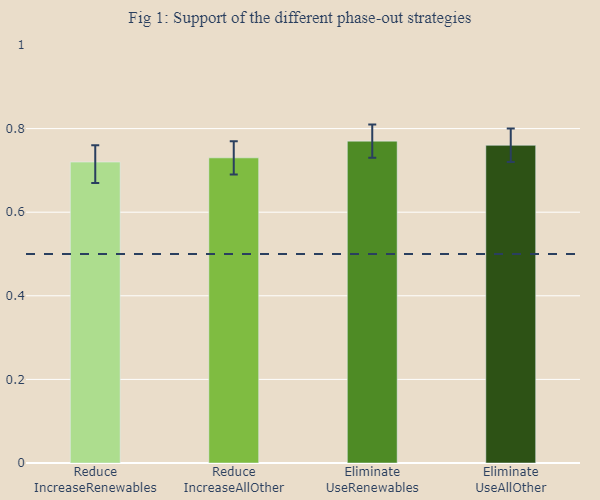 Fig 1: Support of the different phase-out strategies
1
0.8
0.6
0.4
0.2
0
Reduce
IncreaseRenewables
Reduce
IncreaseAllOther
Eliminate
UseRenewables
Eliminate
UseAllOther